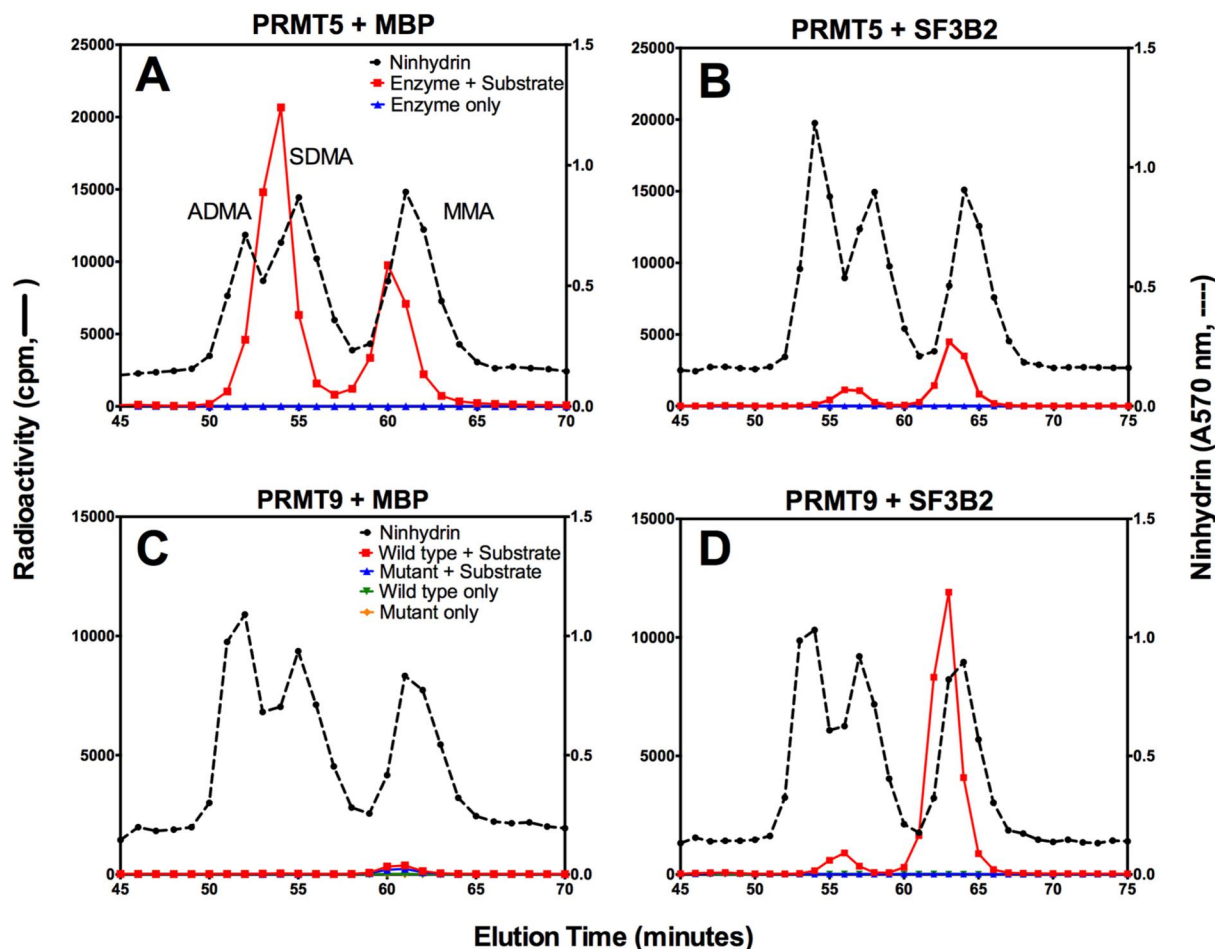 PRMT5 + MBP
A
Ninhydrin
Enzyme + Substrate
Enzyme only
ADMA
SDMA
MMA
25000
20000
15000
10000
5000
0
1.5
1.0
0.5
0.0
45 50 55 60 65 70
PRMT5 + SF3B2
B
25000
20000
15000
10000
5000
0
1.5
1.0
0.5
0.0
45 50 55 60 65 70 75
PRMT9 + MBP
C
Ninhydrin
Wild type + Substrate
Mutant + Substrate
Wild type only
Mutant only
15000
10000
5000
0
1.5
1.0
0.5
0.0
45 50 55 60 65 70
PRMT9 + SF3B2
D
15000
10000
5000
0
1.5
1.0
0.5
0.0
45 50 55 60 65 70 75
Radioactivity (cpm, — )
Ninhydrin (A570 nm, ---- )
Elution Time (minutes)